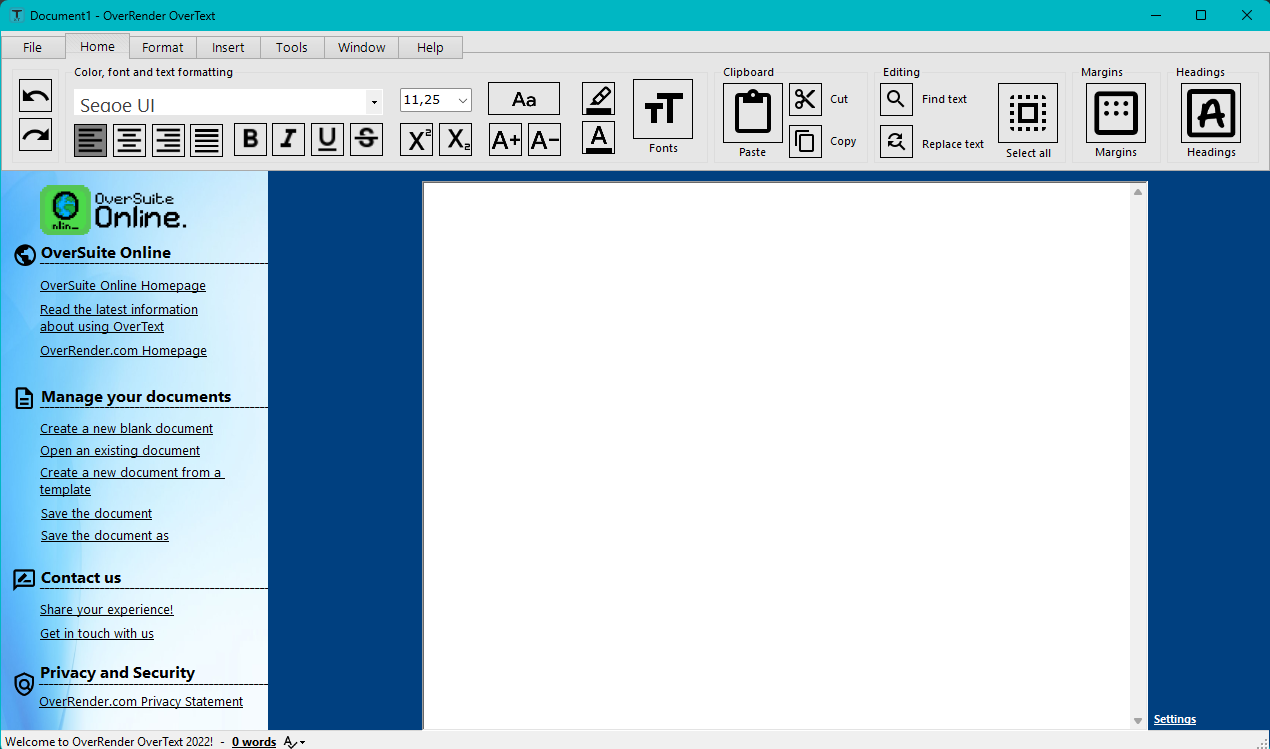 Document1 - OverRender OverText
File Home Format Insert Tools Window Help
Color, font and text formatting
Clipboard
Editing
Margins
Headings
Segoe UI
11,25
Aa
B I U S X² X₂ A+ A−
A
TT
Fonts
Paste
Cut
Copy
Find text
Replace text
Select all
Margins
A
Headings
OverSuite
Online.
OverSuite Online
OverSuite Online Homepage
Read the latest information
about using OverText
OverRender.com Homepage
Manage your documents
Create a new blank document
Open an existing document
Create a new document from a
template
Save the document
Save the document as
Contact us
Share your experience!
Get in touch with us
Privacy and Security
OverRender.com Privacy Statement
Settings
Welcome to OverRender OverText 2022! - 0 words